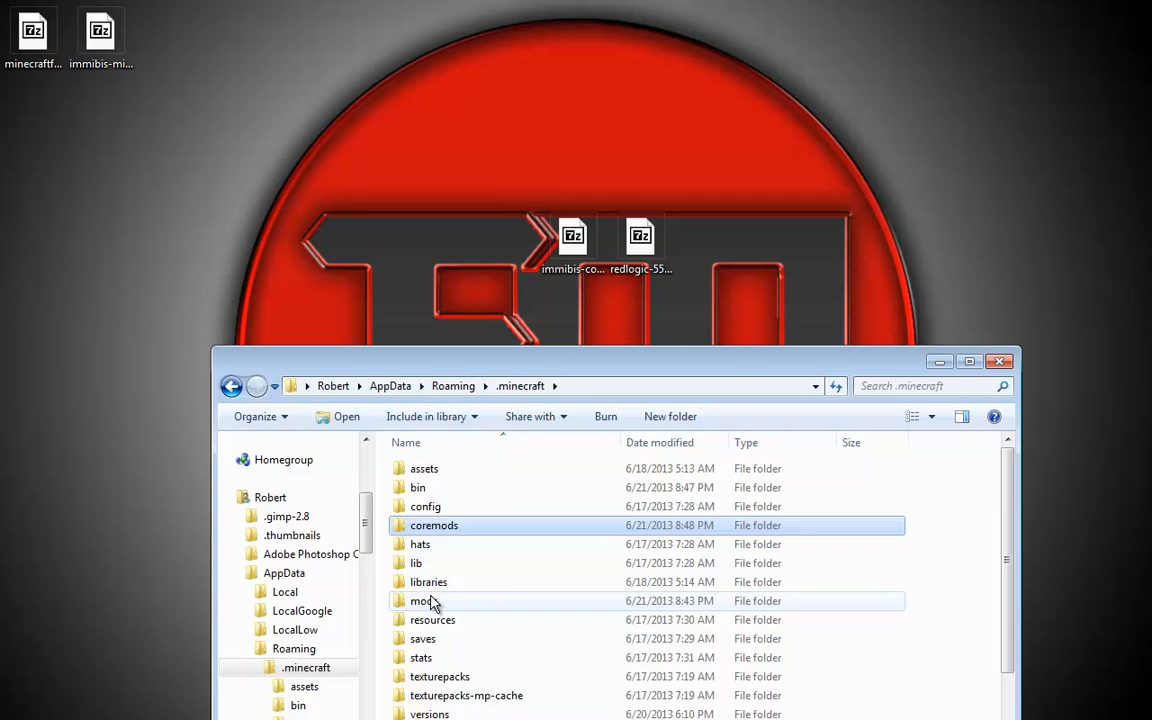 minecraftf... immibis-mi...
immibis-co... redlogic-55...
Robert AppData Roaming .minecraft Search .minecraft
Organize Open Include in library Share with Burn New folder
Name Date modified Type Size
Homegroup
Robert
.gimp-2.8
.thumbnails
Adobe Photoshop C
AppData
Local
LocalGoogle
LocalLow
Roaming
.minecraft
assets
bin
assets 6/18/2013 5:13 AM File folder
bin 6/21/2013 8:47 PM File folder
config 6/17/2013 7:28 AM File folder
coremods 6/21/2013 8:48 PM File folder
hats 6/17/2013 7:28 AM File folder
lib 6/17/2013 7:28 AM File folder
libraries 6/18/2013 5:14 AM File folder
6/21/2013 8:43 PM File folder
resources 6/17/2013 7:30 AM File folder
saves 6/17/2013 7:29 AM File folder
stats 6/17/2013 7:31 AM File folder
texturepacks 6/17/2013 7:19 AM File folder
texturepacks-mp-cache 6/17/2013 7:19 AM File folder
versions 6/20/2013 6:10 PM File folder